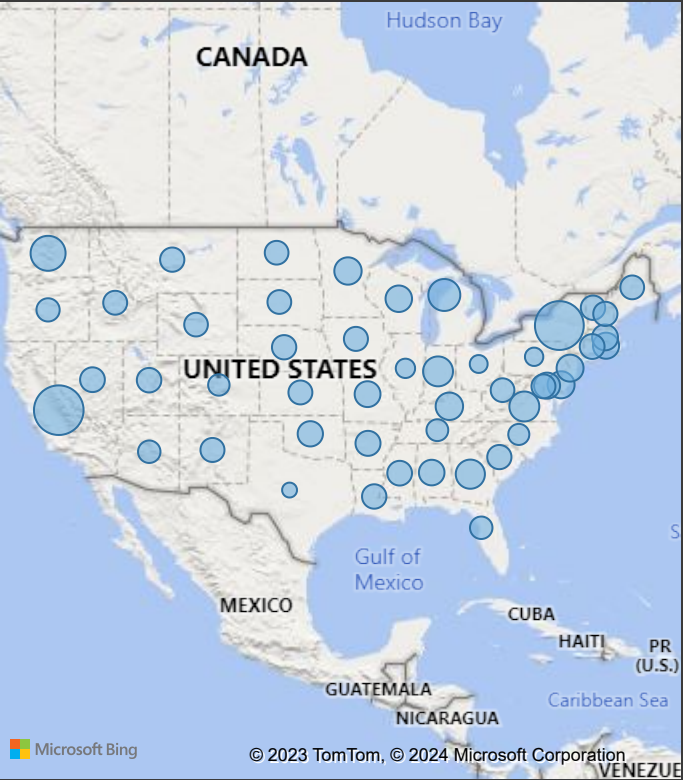 Hudson Bay
CANADA
UNITED STATES
Gulf of
Mexico
MEXICO
CUBA
HAITI
PR
(U.S.)
S
GUATEMALA
Caribbean Sea
NICARAGUA
Microsoft Bing
© 2023 TomTom, © 2024 Microsoft Corporation
VENEZUE